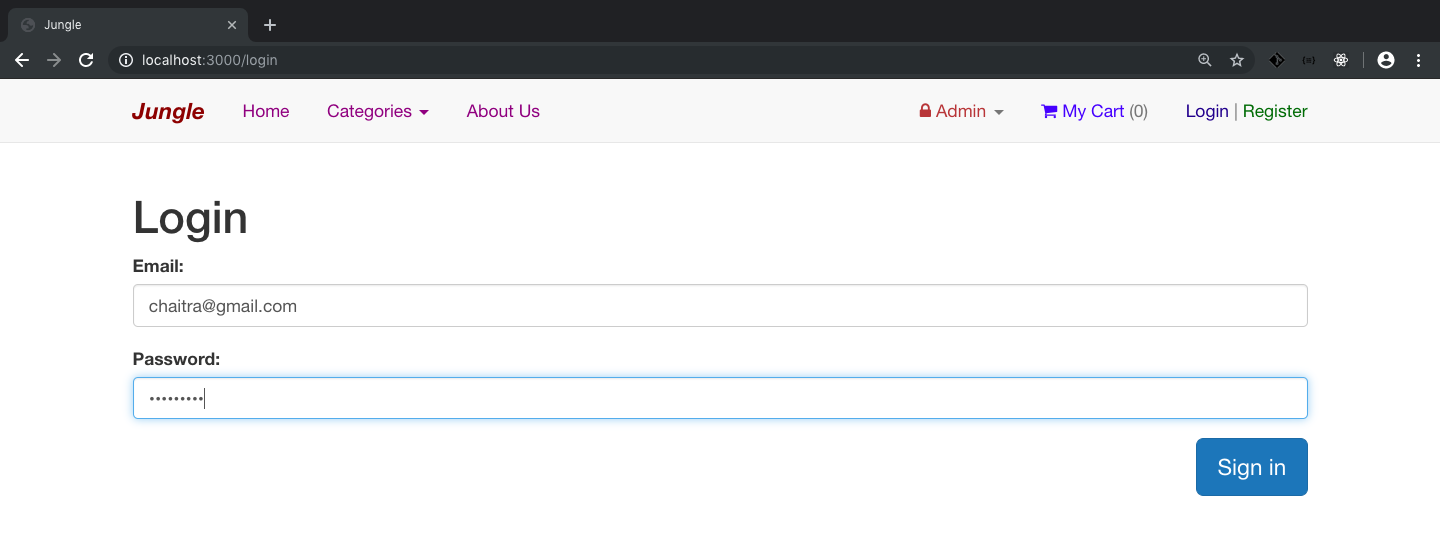 Jungle
localhost:3000/login
Jungle Home Categories About Us Admin My Cart (0) Login | Register
Login
Email:
chaitra@gmail.com
Password:
•••••••••
Sign in